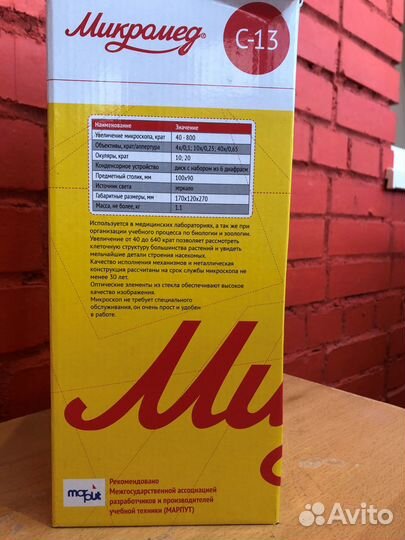 Микромед®
С-13
Наименование Значение
Увеличение микроскопа, крат 40 - 800
Объективы, крат/аппертура 4х/0,1; 10х/0,25; 40х/0,65
Окуляры, крат 10; 20
Конденсорное устройство диск с набором из 6 диафрагм
Предметный столик, мм 100х90
Источник света зеркало
Габаритные размеры, мм 170х120х270
Масса, не более, кг 1.1
Используется в медицинских лабораториях, а так же при
организации учебного процесса по биологии и зоологии.
Увеличение от 40 до 640 крат позволяет рассмотреть
клеточную структуру большинства растений и увидеть
мельчайшие детали строения насекомых.
Качество исполнения механизмов и металлическая
конструкция рассчитаны на срок службы микроскопа не
менее 30 лет.
Оптические элементы из стекла обеспечивают высокое
качество изображения.
Микроскоп не требует специального
обслуживания, он очень прост и удобен
в работе.
Ми
marput
Рекомендовано
Межгосударственной ассоциацией
разработчиков и производителей
учебной техники (МАРПУТ)
Avito